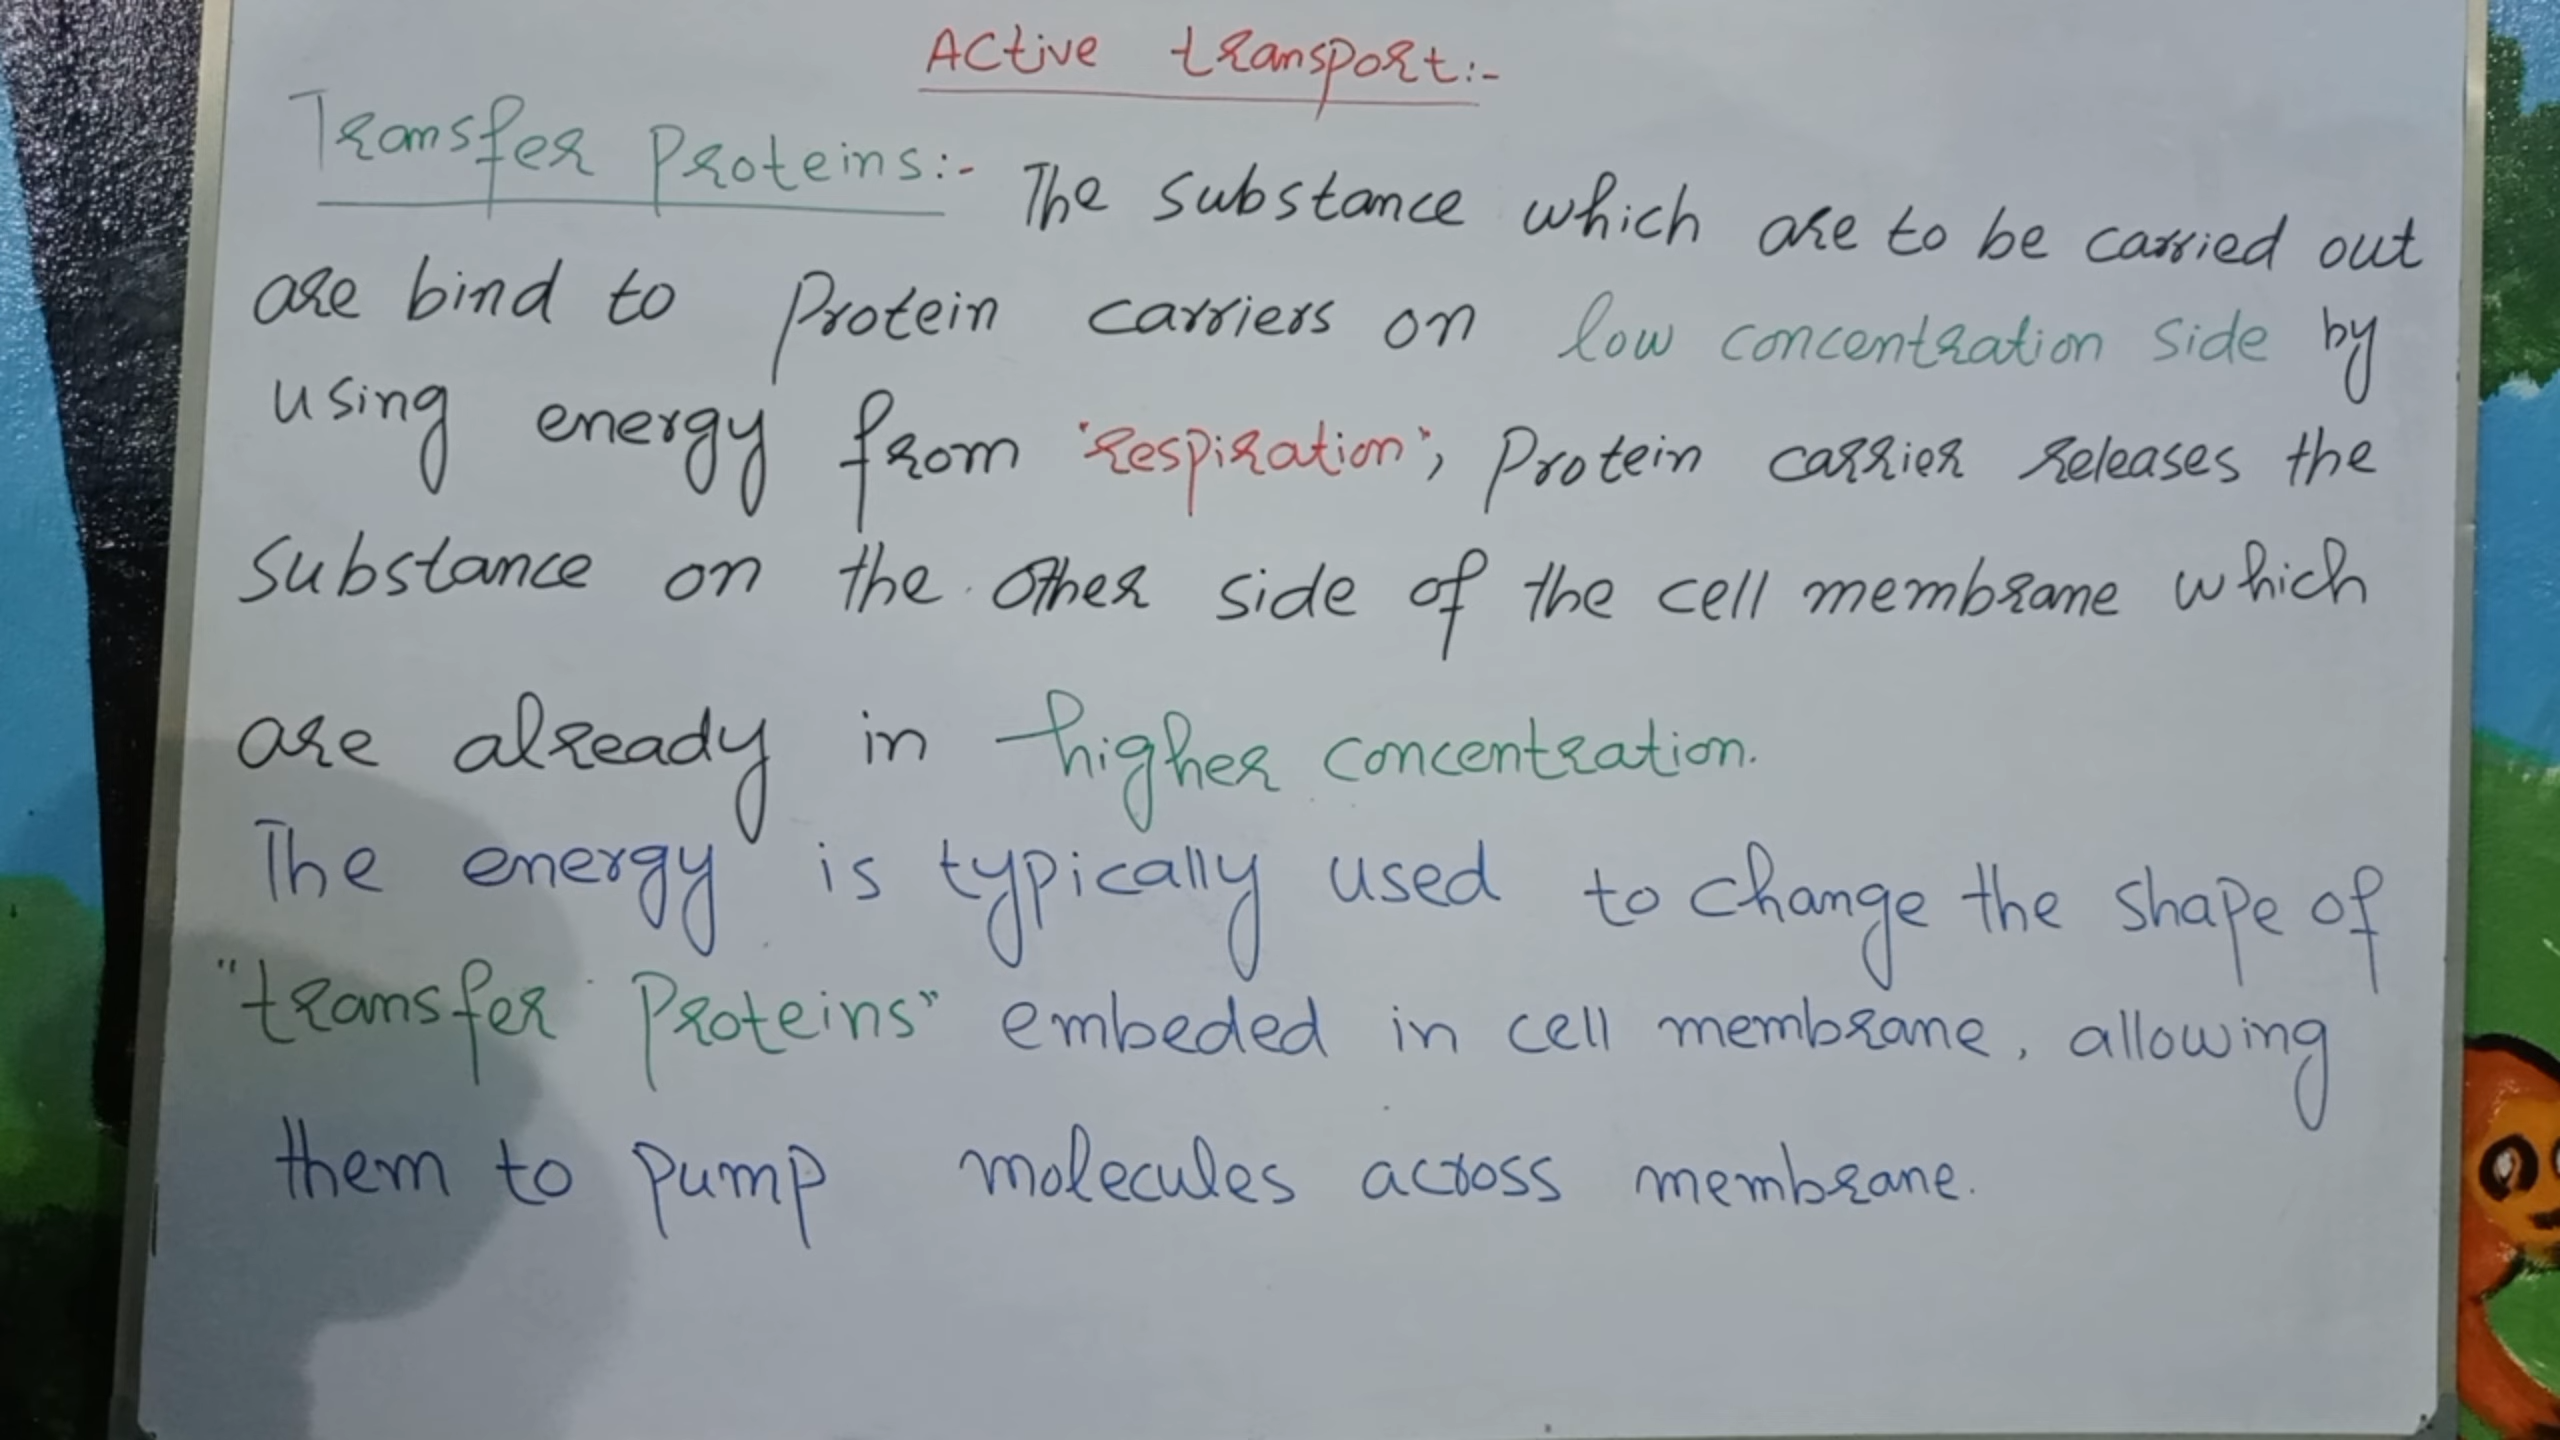 Active transport:-
Transfer Proteins:- The substance which are to be carried out
are bind to Protein carriers on low concentration side by
using energy from "respiration", Protein carrier releases the
substance on the other side of the cell membrane which
are already in higher concentration.
The energy is typically used to change the shape of
"transfer Proteins" embeded in cell membrane, allowing
them to pump molecules across membrane.